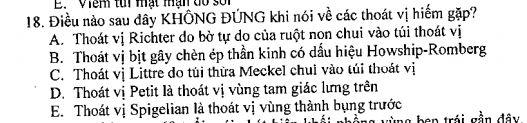 E. Viêm túi mật mạn do sỏi
18. Điều nào sau đây KHÔNG ĐÚNG khi nói về các thoát vị hiếm gặp?
A. Thoát vị Richter do bờ tự do của ruột non chui vào túi thoát vị
B. Thoát vị bịt gây chèn ép thần kinh có dấu hiệu Howship-Romberg
C. Thoát vị Littre do túi thừa Meckel chui vào túi thoát vị
D. Thoát vị Petit là thoát vị vùng tam giác lưng trên
E. Thoát vị Spigelian là thoát vị vùng thành bụng trước
khối phồng vùng bẹn trái gần đây